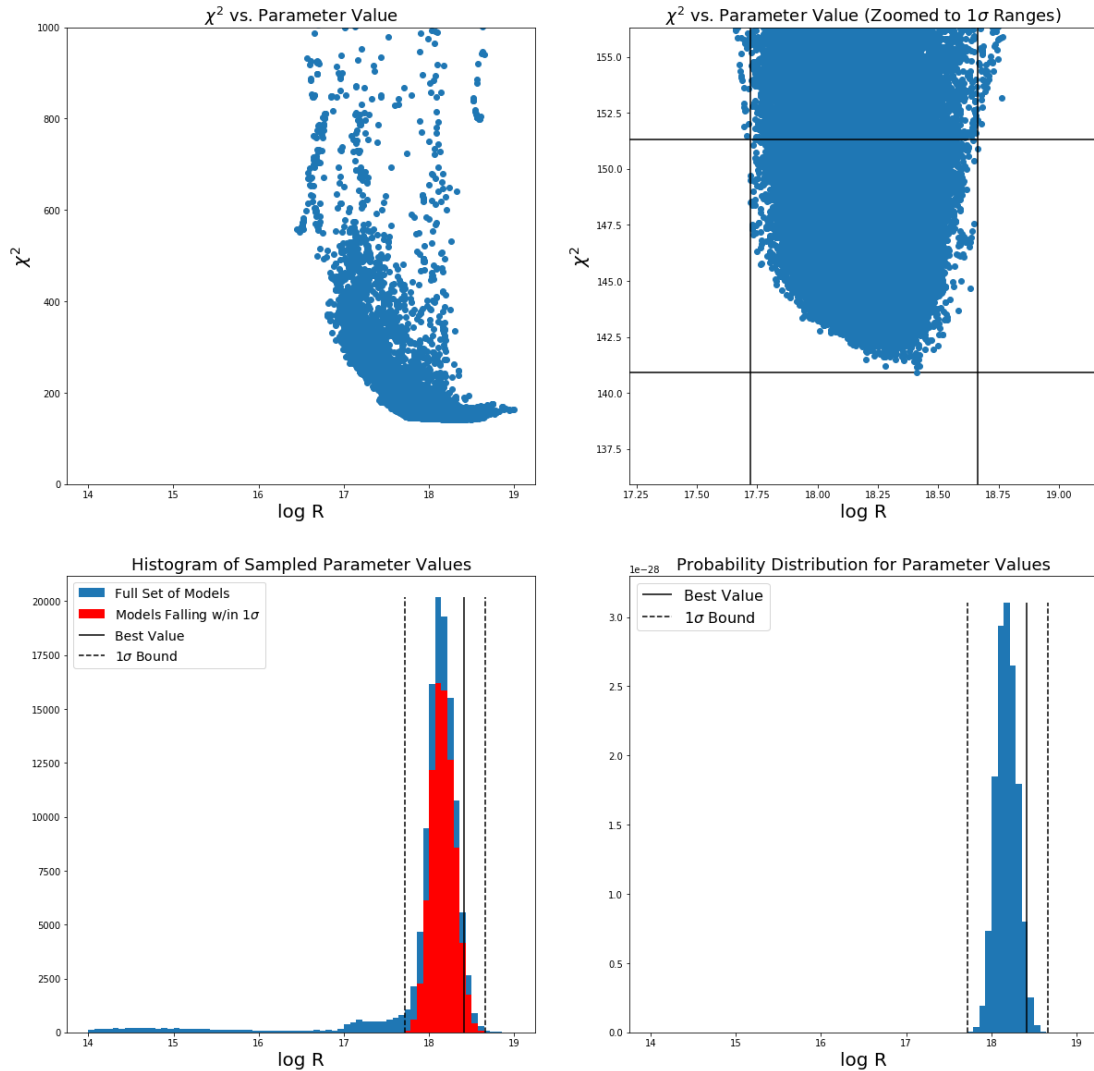 χ² vs. Parameter Value
1000
800
600
400
200
0
χ²
14 15 16 17 18 19
log R
χ² vs. Parameter Value (Zoomed to 1σ Ranges)
155.0
152.5
150.0
147.5
145.0
142.5
140.0
137.5
χ²
17.25 17.50 17.75 18.00 18.25 18.50 18.75 19.00
log R
Histogram of Sampled Parameter Values
Full Set of Models
Models Falling w/in 1σ
Best Value
1σ Bound
20000
17500
15000
12500
10000
7500
5000
2500
0
14 15 16 17 18 19
log R
Probability Distribution for Parameter Values
1e−28
Best Value
1σ Bound
3.0
2.5
2.0
1.5
1.0
0.5
0.0
14 15 16 17 18 19
log R